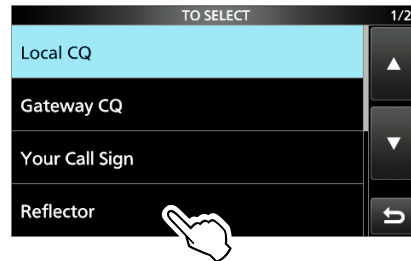 TO SELECT 1/2
Local CQ
Gateway CQ
Your Call Sign
Reflector